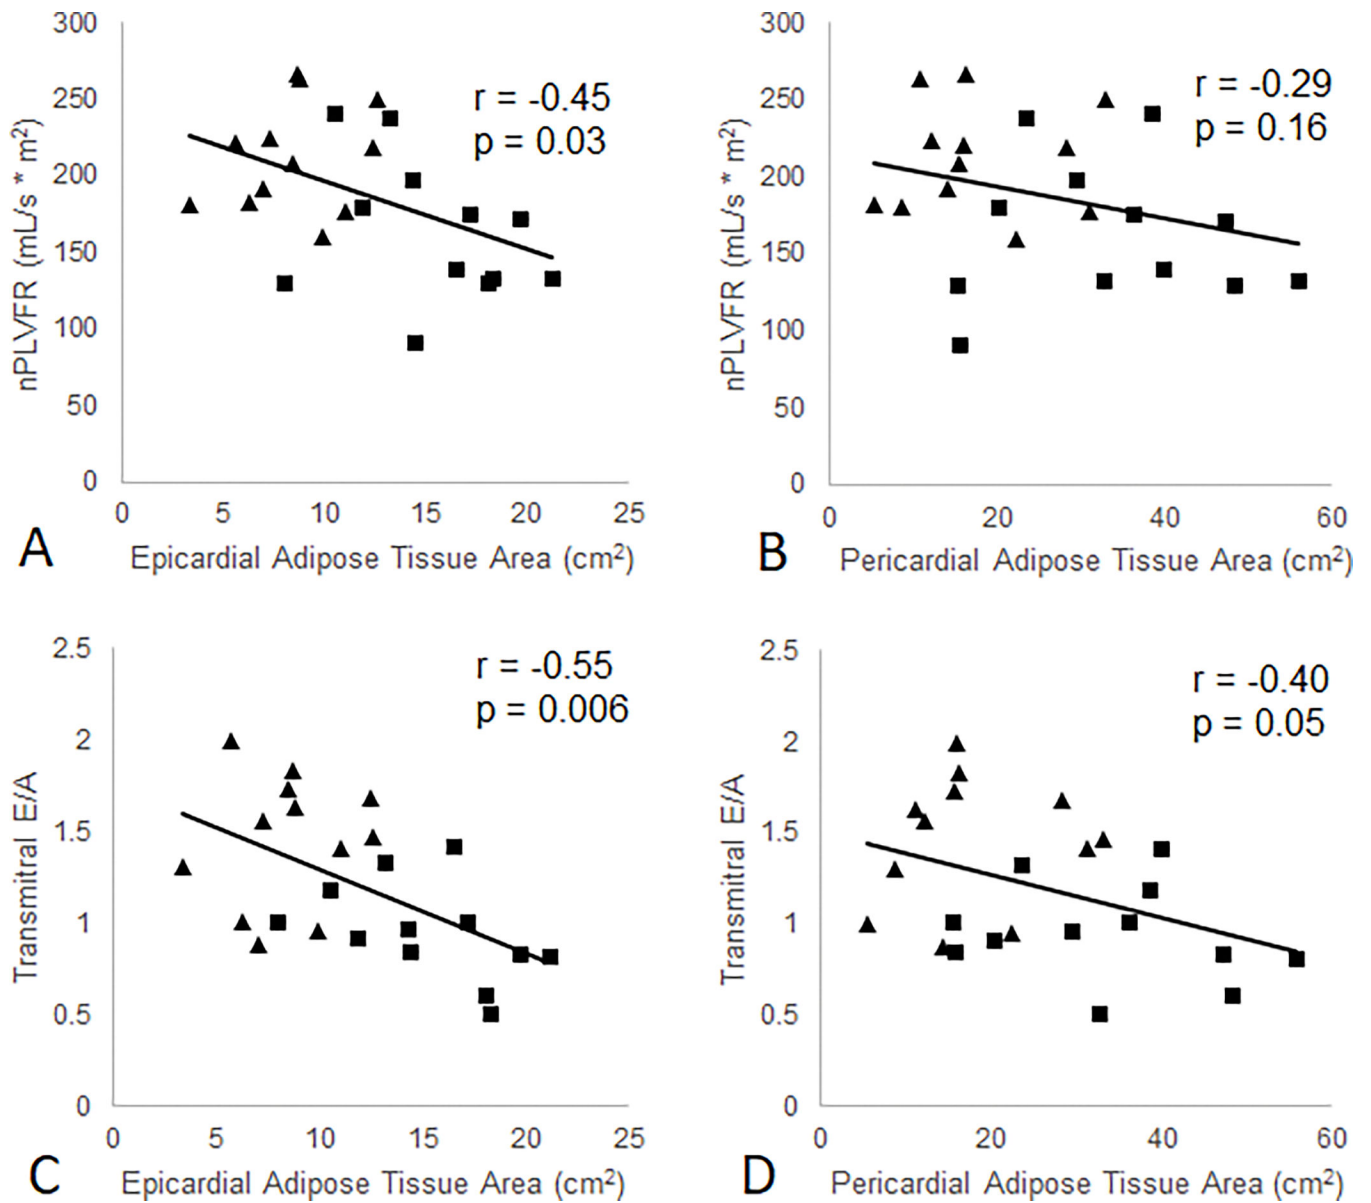 300
250
200
150
100
50
0
0 5 10 15 20 25
nPLVFR (mL/s * m²)
r = -0.45
p = 0.03
A
Epicardial Adipose Tissue Area (cm²)
300
250
200
150
100
50
0
0 20 40 60
nPLVFR (mL/s * m²)
r = -0.29
p = 0.16
B
Pericardial Adipose Tissue Area (cm²)
2.5
2
1.5
1
0.5
0
0 5 10 15 20 25
Transmitral E/A
r = -0.55
p = 0.006
C
Epicardial Adipose Tissue Area (cm²)
2.5
2
1.5
1
0.5
0
0 20 40 60
Transmitral E/A
r = -0.40
p = 0.05
D
Pericardial Adipose Tissue Area (cm²)